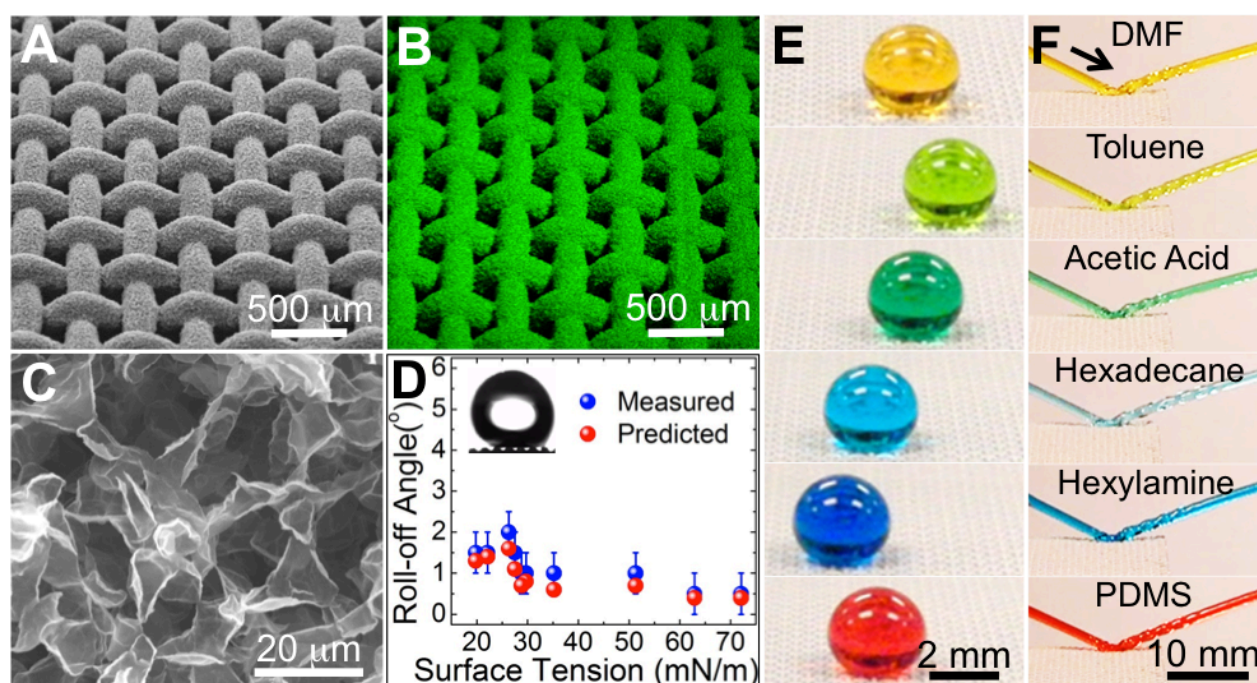 A
500 μm
B
500 μm
C
20 μm
D
Measured
Predicted
Roll-off Angle(°)
6
5
4
3
2
1
0
20 30 40 50 60 70
Surface Tension (mN/m)
E
2 mm
F
DMF
Toluene
Acetic Acid
Hexadecane
Hexylamine
PDMS
10 mm